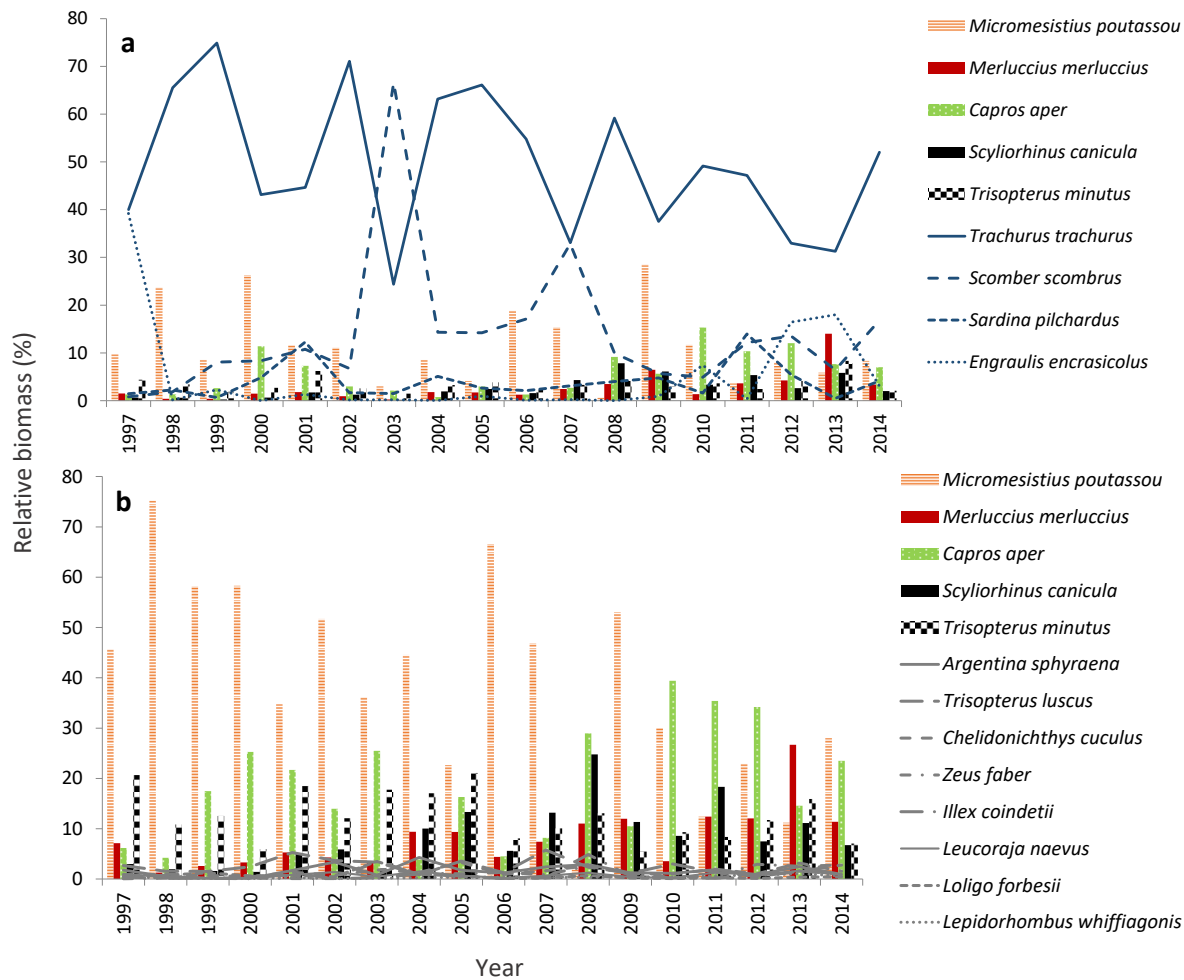 Relative biomass (%)
a
80
70
60
50
40
30
20
10
0
1997
1998
1999
2000
2001
2002
2003
2004
2005
2006
2007
2008
2009
2010
2011
2012
2013
2014
Micromesistius poutassou
Merluccius merluccius
Capros aper
Scyliorhinus canicula
Trisopterus minutus
Trachurus trachurus
Scomber scombrus
Sardina pilchardus
Engraulis encrasicolus
b
80
70
60
50
40
30
20
10
0
1997
1998
1999
2000
2001
2002
2003
2004
2005
2006
2007
2008
2009
2010
2011
2012
2013
2014
Micromesistius poutassou
Merluccius merluccius
Capros aper
Scyliorhinus canicula
Trisopterus minutus
Argentina sphyraena
Trisopterus luscus
Chelidonichthys cuculus
Zeus faber
Illex coindetii
Leucoraja naevus
Loligo forbesii
Lepidorhombus whiffiagonis
Year